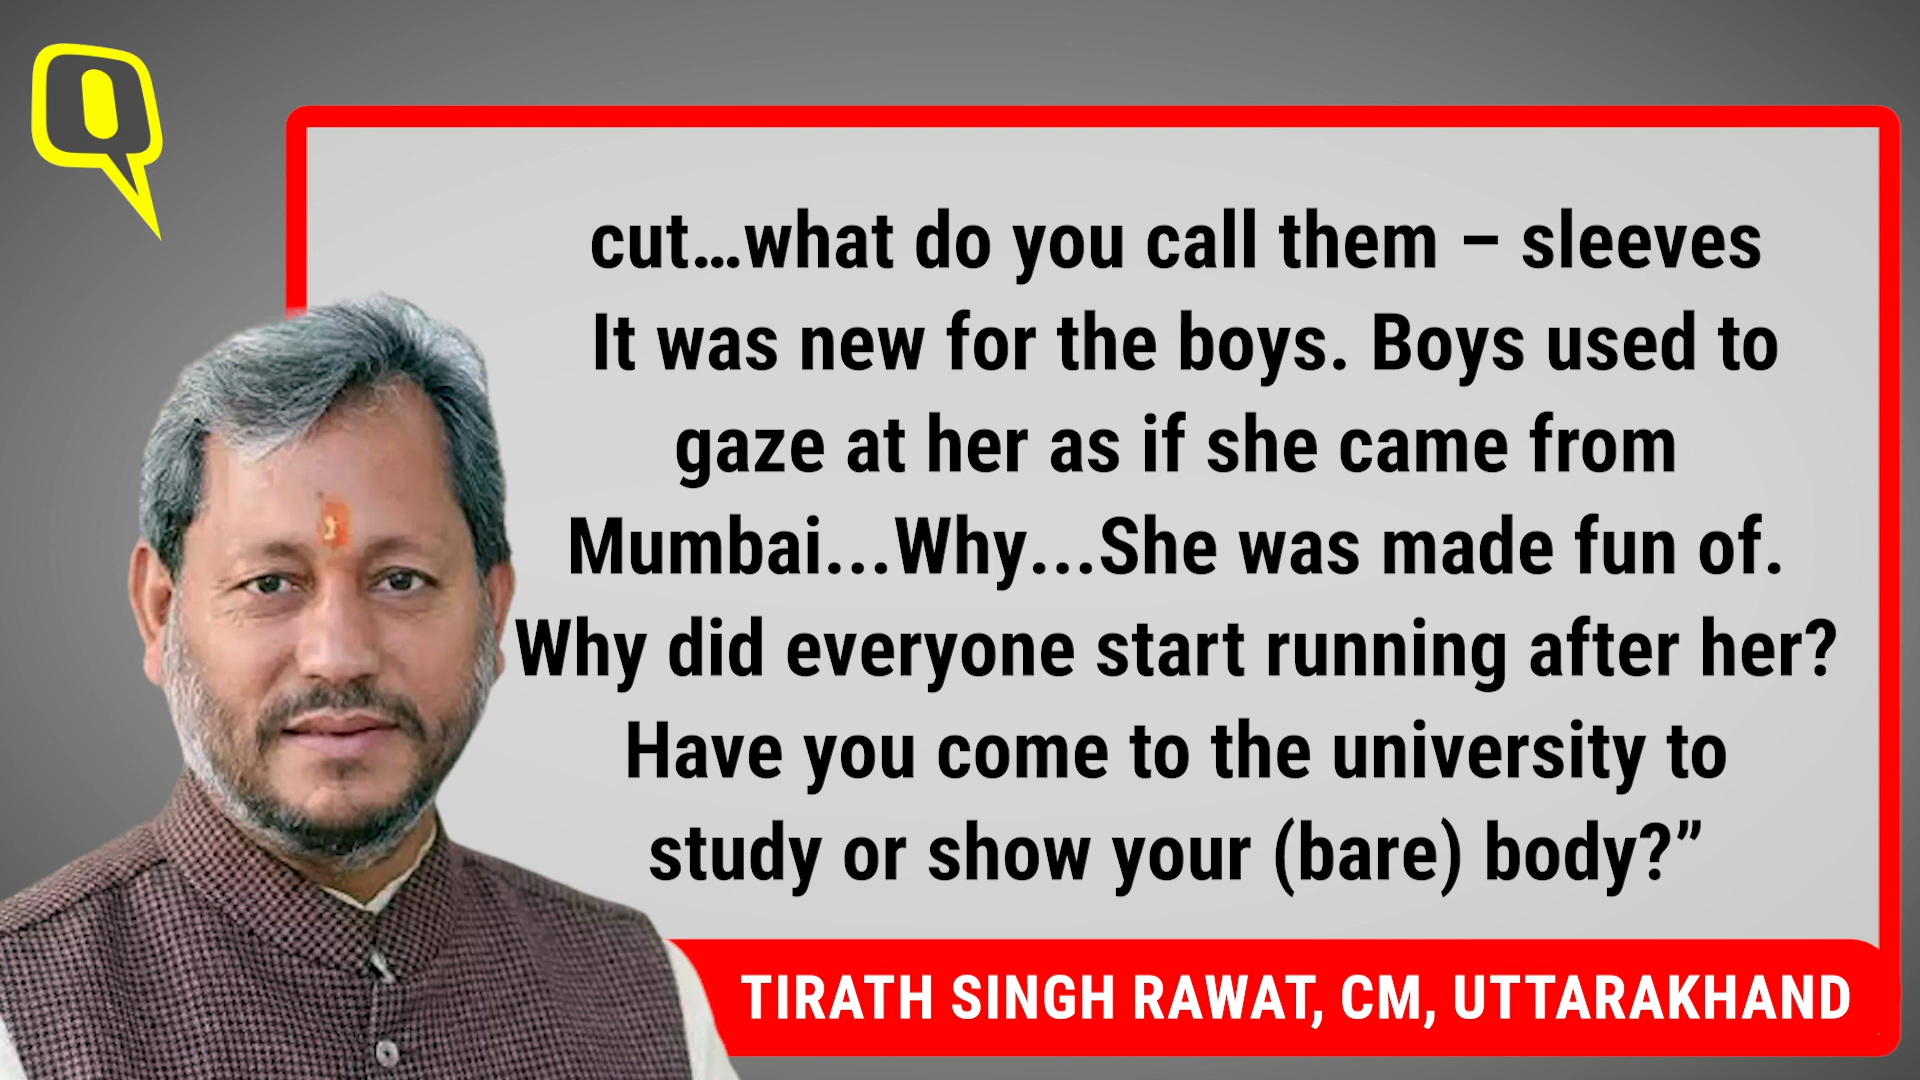 cut…what do you call them – sleeves
It was new for the boys. Boys used to
gaze at her as if she came from
Mumbai...Why...She was made fun of.
Why did everyone start running after her?
Have you come to the university to
study or show your (bare) body?”
TIRATH SINGH RAWAT, CM, UTTARAKHAND